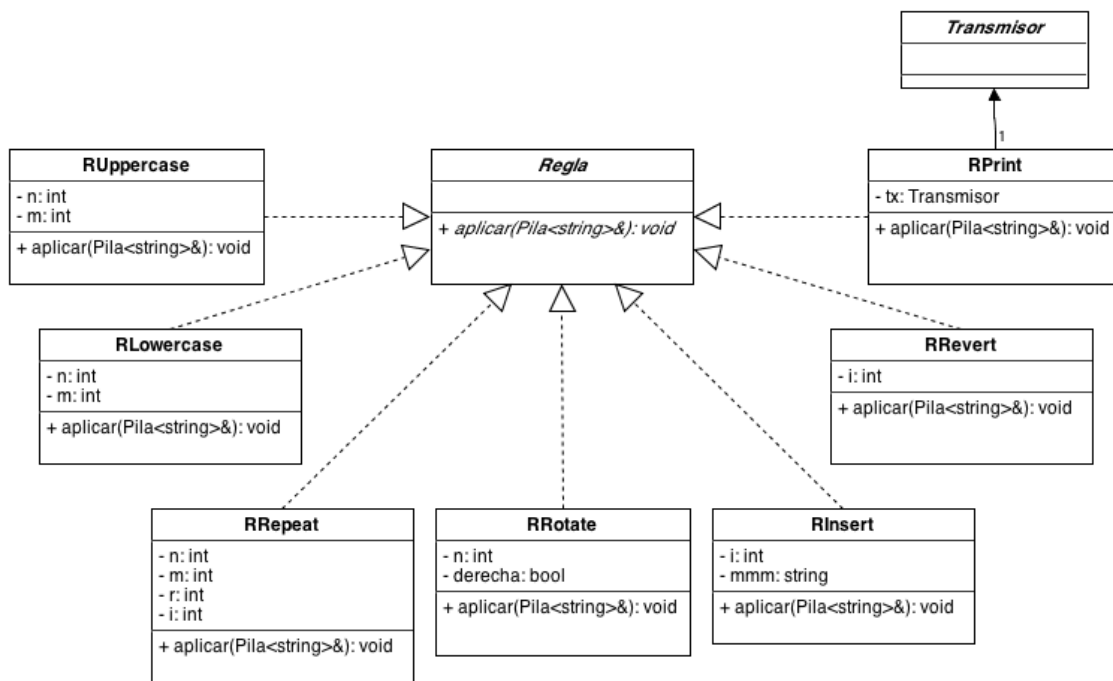 Transmisor
1
RUppercase
- n: int
- m: int
+ aplicar(Pila<string>&): void
Regla
+ aplicar(Pila<string>&): void
RPrint
- tx: Transmisor
+ aplicar(Pila<string>&): void
RLowercase
- n: int
- m: int
+ aplicar(Pila<string>&): void
RRevert
- i: int
+ aplicar(Pila<string>&): void
RRepeat
- n: int
- m: int
- r: int
- i: int
+ aplicar(Pila<string>&): void
RRotate
- n: int
- derecha: bool
+ aplicar(Pila<string>&): void
RInsert
- i: int
- mmm: string
+ aplicar(Pila<string>&): void